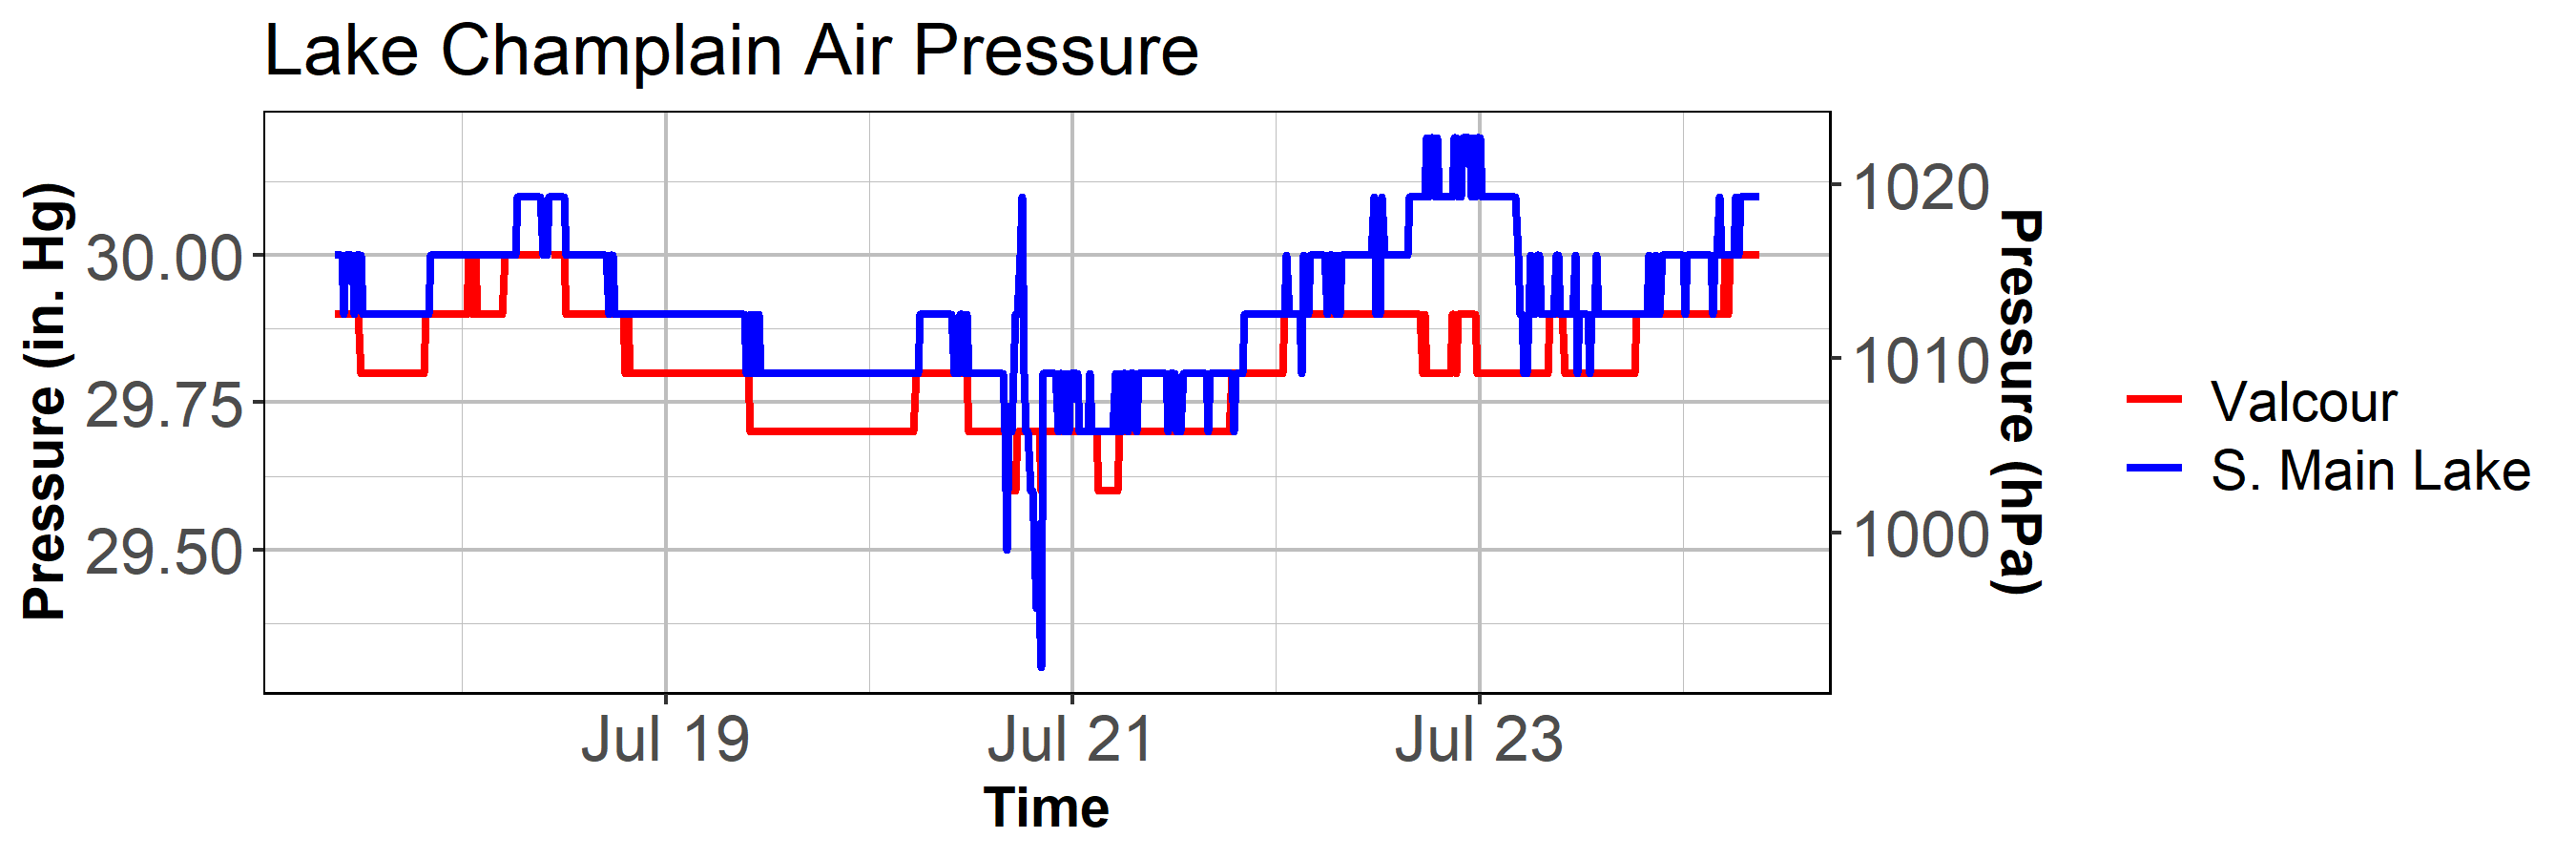 Lake Champlain Air Pressure
Pressure (in. Hg)
30.00
29.75
29.50
1020
1010
1000
Pressure (hPa)
Valcour
S. Main Lake
Jul 19
Jul 21
Jul 23
Time